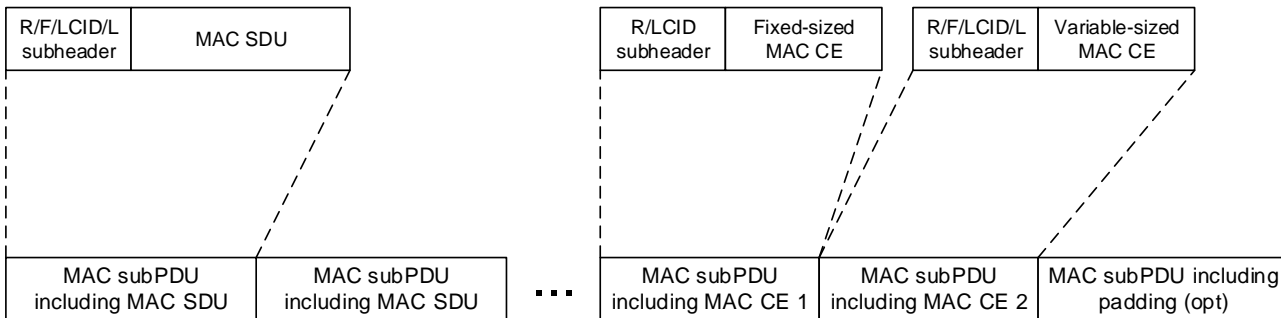 R/F/LCID/L
subheader
MAC SDU
R/LCID
subheader
Fixed-sized
MAC CE
R/F/LCID/L
subheader
Variable-sized
MAC CE
MAC subPDU
including MAC SDU
MAC subPDU
including MAC SDU
...
MAC subPDU
including MAC CE 1
MAC subPDU
including MAC CE 2
MAC subPDU including
padding (opt)